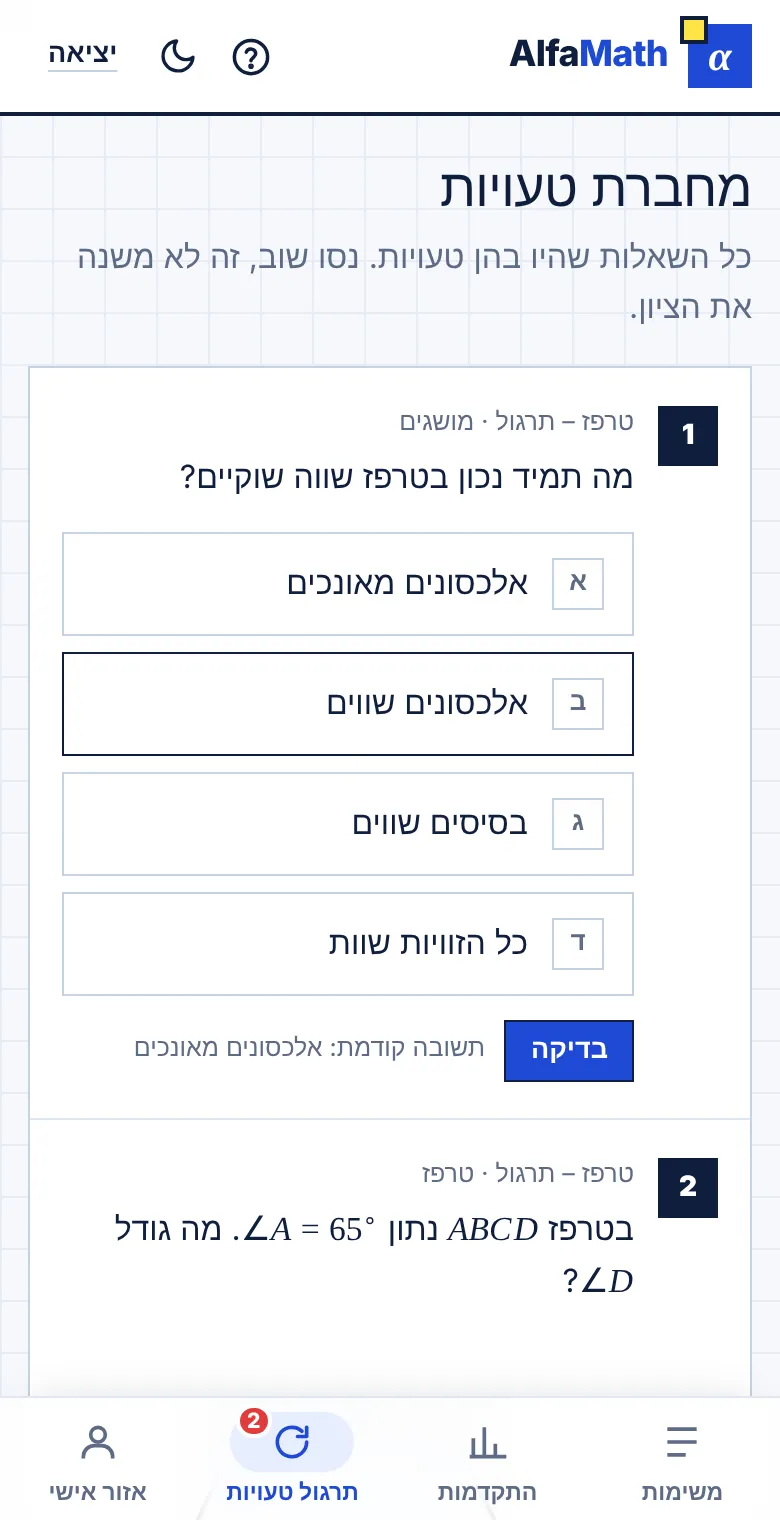 α AlfaMath
יציאה
מחברת טעויות
כל השאלות שהיו בהן טעויות. נסו שוב, זה לא משנה
את הציון.
1
טרפז – תרגול · מושגים
מה תמיד נכון בטרפז שווה שוקיים?
א אלכסונים מאונכים
ב אלכסונים שווים
ג בסיסים שווים
ד כל הזוויות שוות
בדיקה תשובה קודמת: אלכסונים מאונכים
2
טרפז – תרגול · טרפז
בטרפז ABCD נתון ∠A = 65°. מה גודל
∠D?
משימות
התקדמות
2
תרגול טעויות
אזור אישי